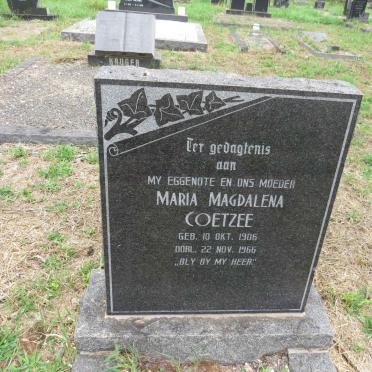 KRUGER
Ter gedagtenis
aan
MY EGGENOTE EN ONS MOEDER
MARIA MAGDALENA
COETZEE
GEB. 10 OKT. 1906
OORL. 22 NOV. 1966
„BLY BY MY HEER"